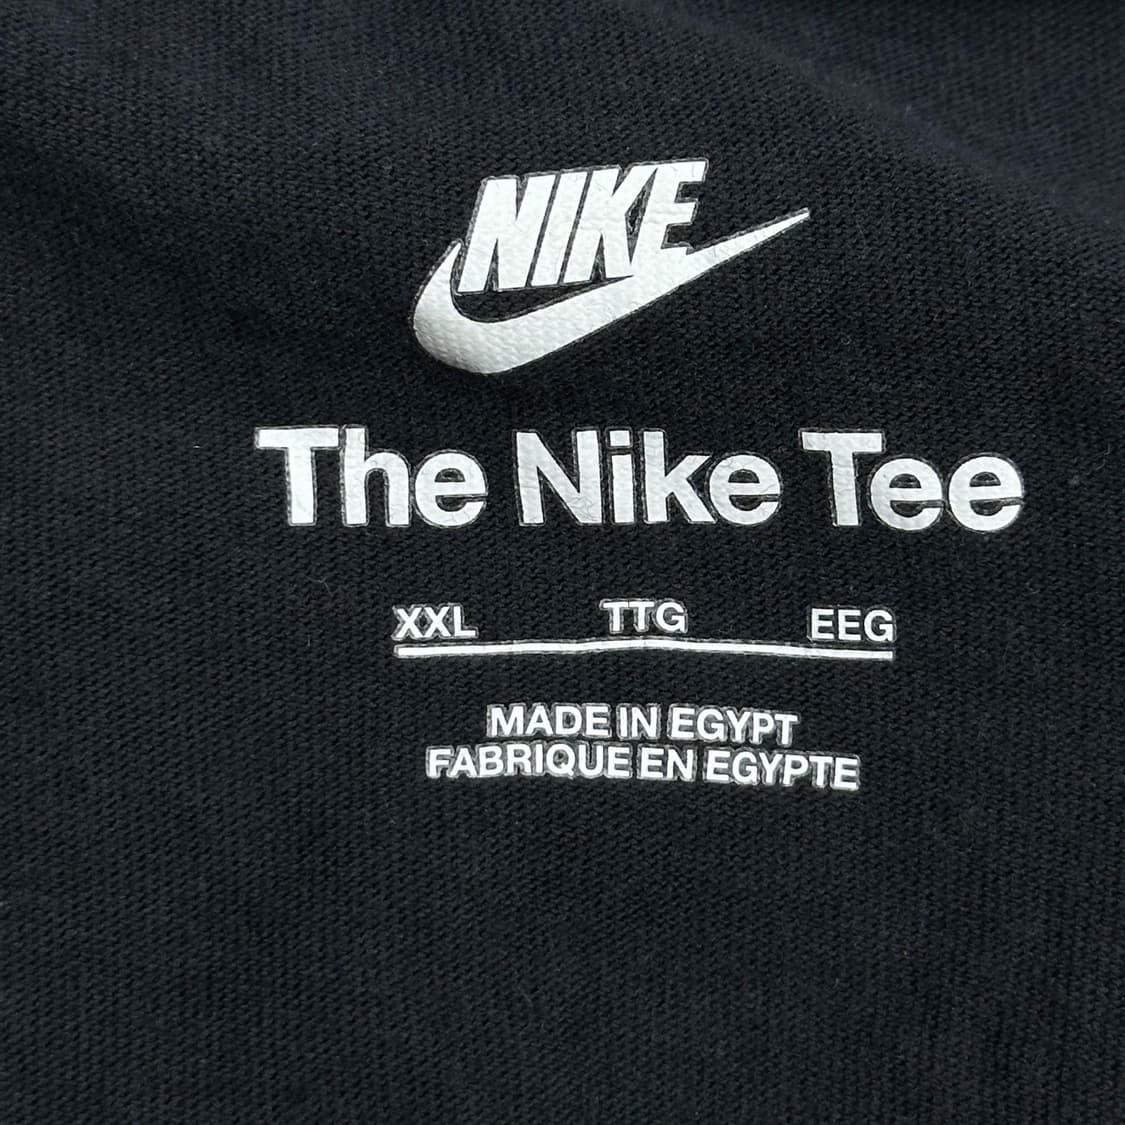 NIKE
The Nike Tee
XXL TTG EEG
MADE IN EGYPT
FABRIQUE EN EGYPTE